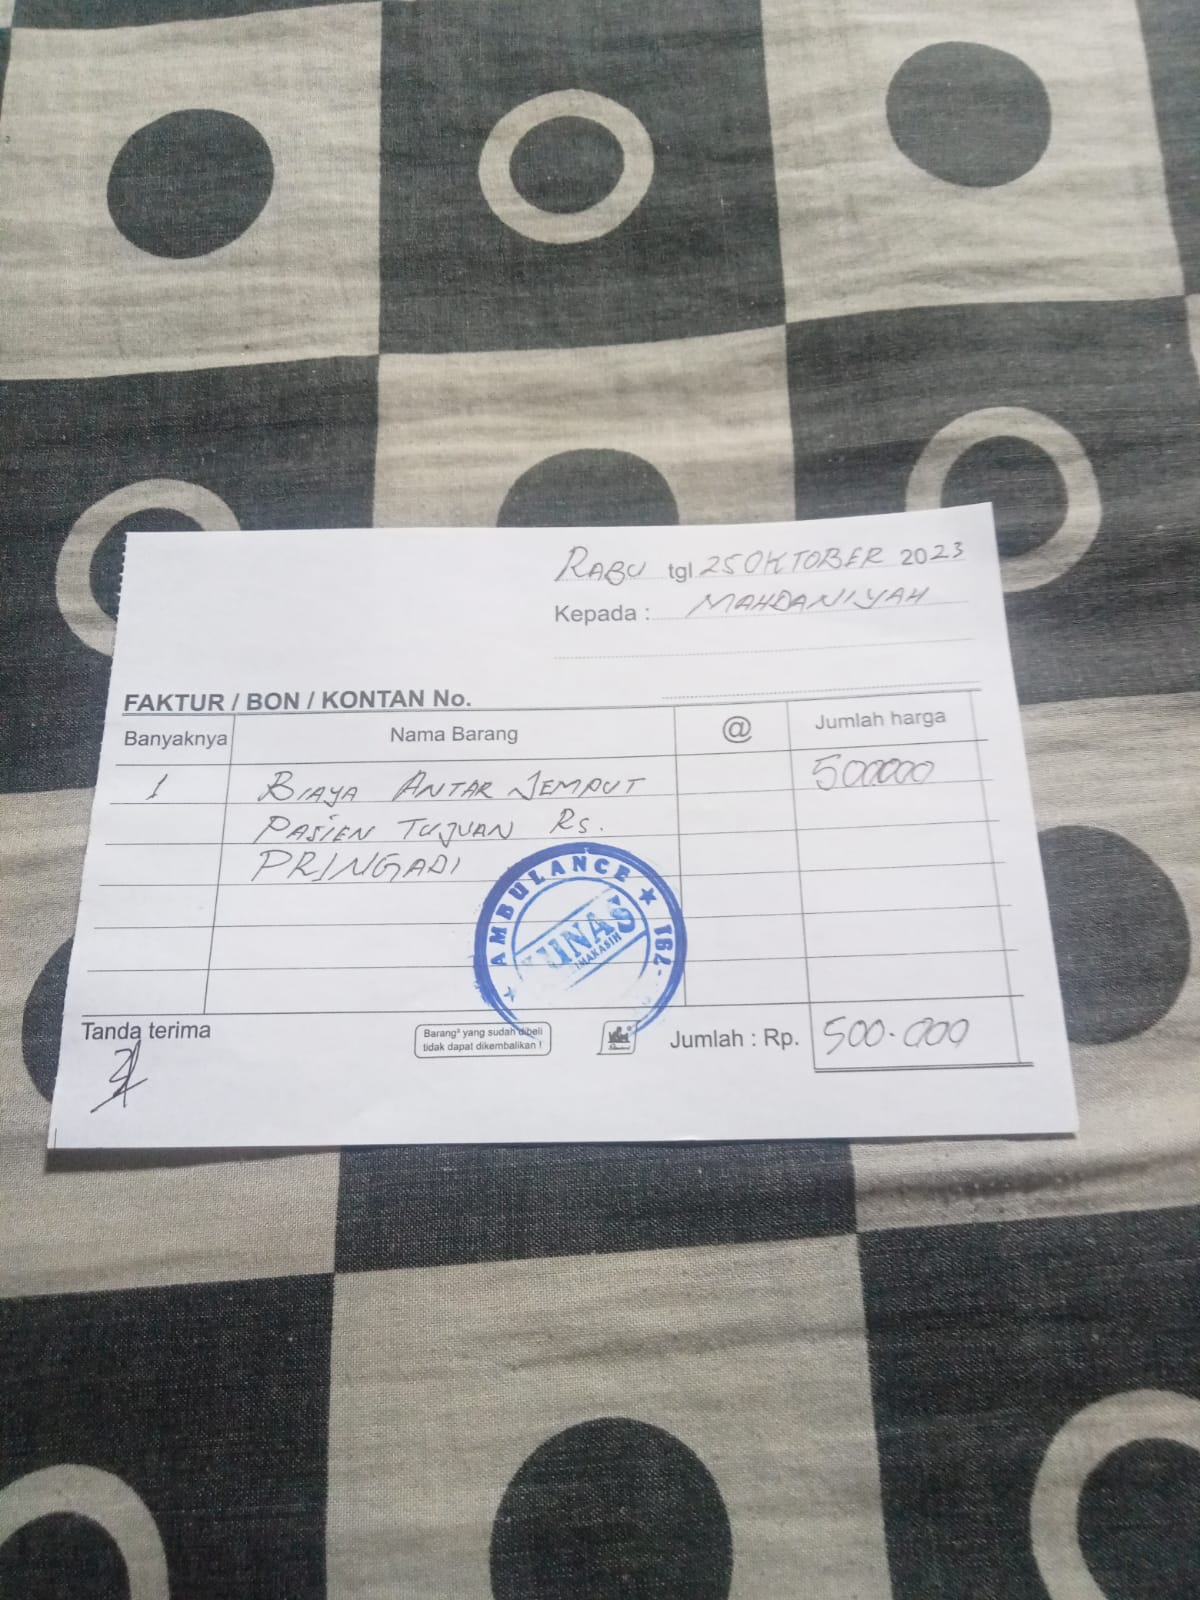 RABU tgl 25 OKTOBER 2023
Kepada : MAHDANIYAH
FAKTUR / BON / KONTAN No.
Banyaknya Nama Barang @ Jumlah harga
1 BIAYA ANTAR JEMPUT 500000
PASIEN TUJUAN RS.
PRINGADI
AMBULANCE
UNAS
IMAKASIH
Tanda terima
Barang² yang sudah dibeli
tidak dapat dikembalikan !
Jumlah : Rp. 500.000